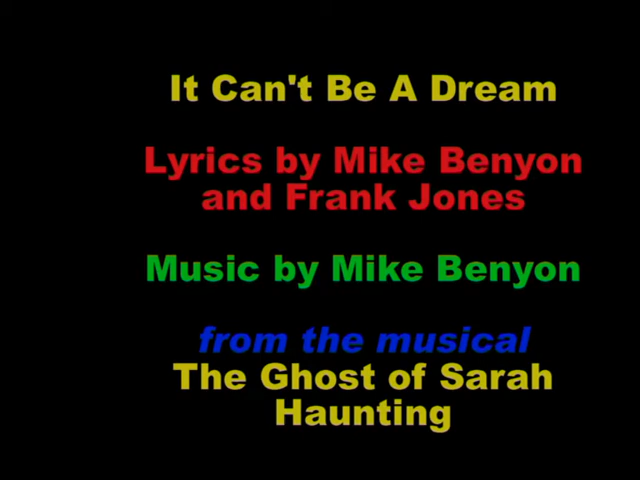 It Can't Be A Dream
Lyrics by Mike Benyon
and Frank Jones
Music by Mike Benyon
from the musical
The Ghost of Sarah
Haunting